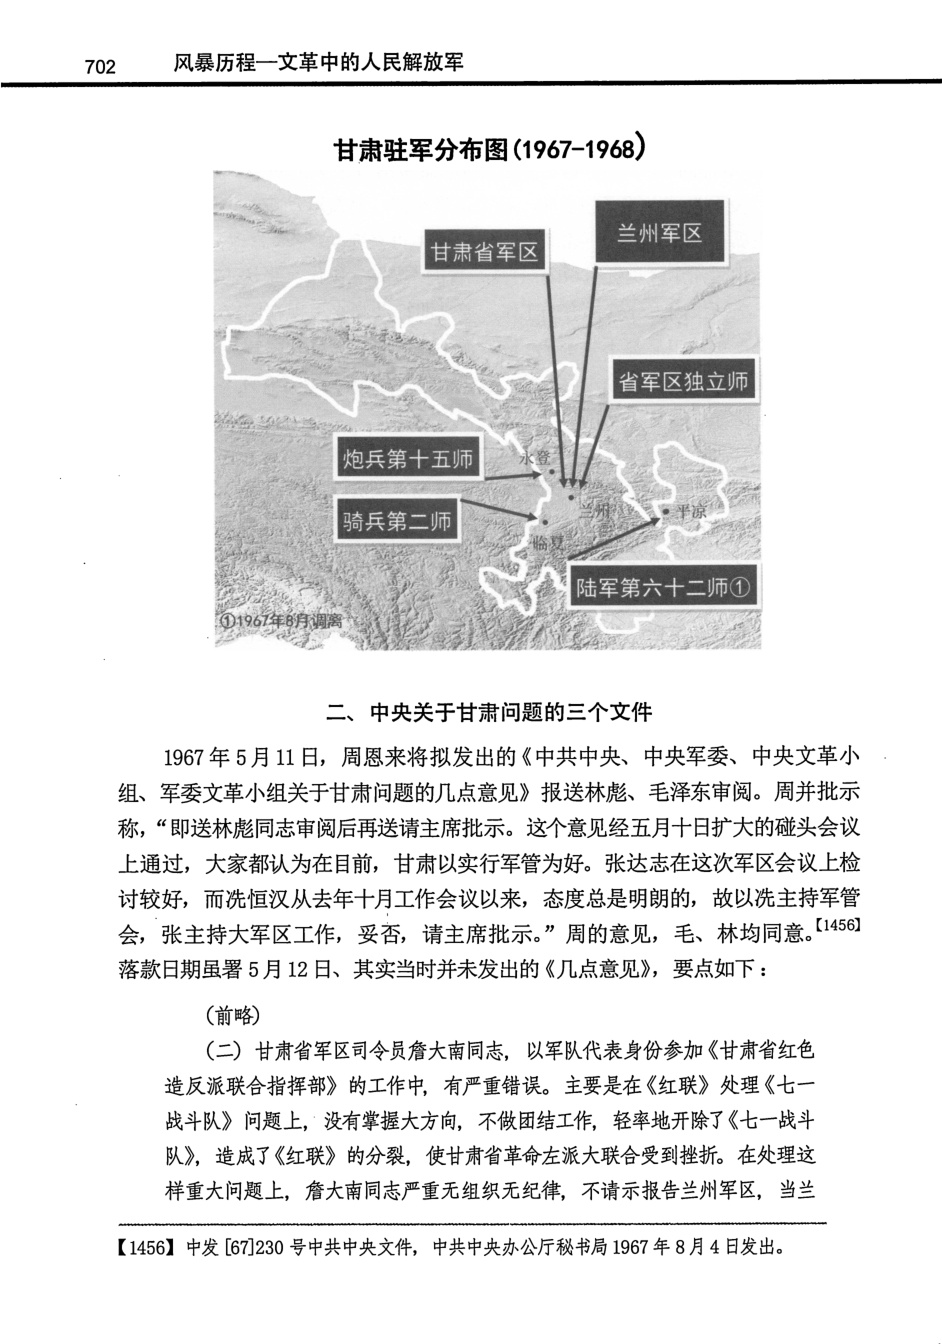 702 风暴历程—文革中的人民解放军
甘肃驻军分布图(1967-1968)
兰州军区
甘肃省军区
省军区独立师
炮兵第十五师
永登
骑兵第二师
兰州
平凉
临夏
陆军第六十二师①
①1967年8月调离
二、中央关于甘肃问题的三个文件
1967年5月11日，周恩来将拟发出的《中共中央、中央军委、中央文革小
组、军委文革小组关于甘肃问题的几点意见》报送林彪、毛泽东审阅。周并批示
称，“即送林彪同志审阅后再送请主席批示。这个意见经五月十日扩大的碰头会议
上通过，大家都认为在目前，甘肃以实行军管为好。张达志在这次军区会议上检
讨较好，而冼恒汉从去年十月工作会议以来，态度总是明朗的，故以冼主持军管
会，张主持大军区工作，妥否，请主席批示。”周的意见，毛、林均同意。【1456】
落款日期虽署5月12日、其实当时并未发出的《几点意见》，要点如下：
（前略）
（二）甘肃省军区司令员詹大南同志，以军队代表身份参加《甘肃省红色
造反派联合指挥部》的工作中，有严重错误。主要是在《红联》处理《七一
战斗队》问题上，没有掌握大方向，不做团结工作，轻率地开除了《七一战斗
队》，造成了《红联》的分裂，使甘肃省革命左派大联合受到挫折。在处理这
样重大问题上，詹大南同志严重无组织无纪律，不请示报告兰州军区，当兰
【1456】中发[67]230号中共中央文件，中共中央办公厅秘书局1967年8月4日发出。